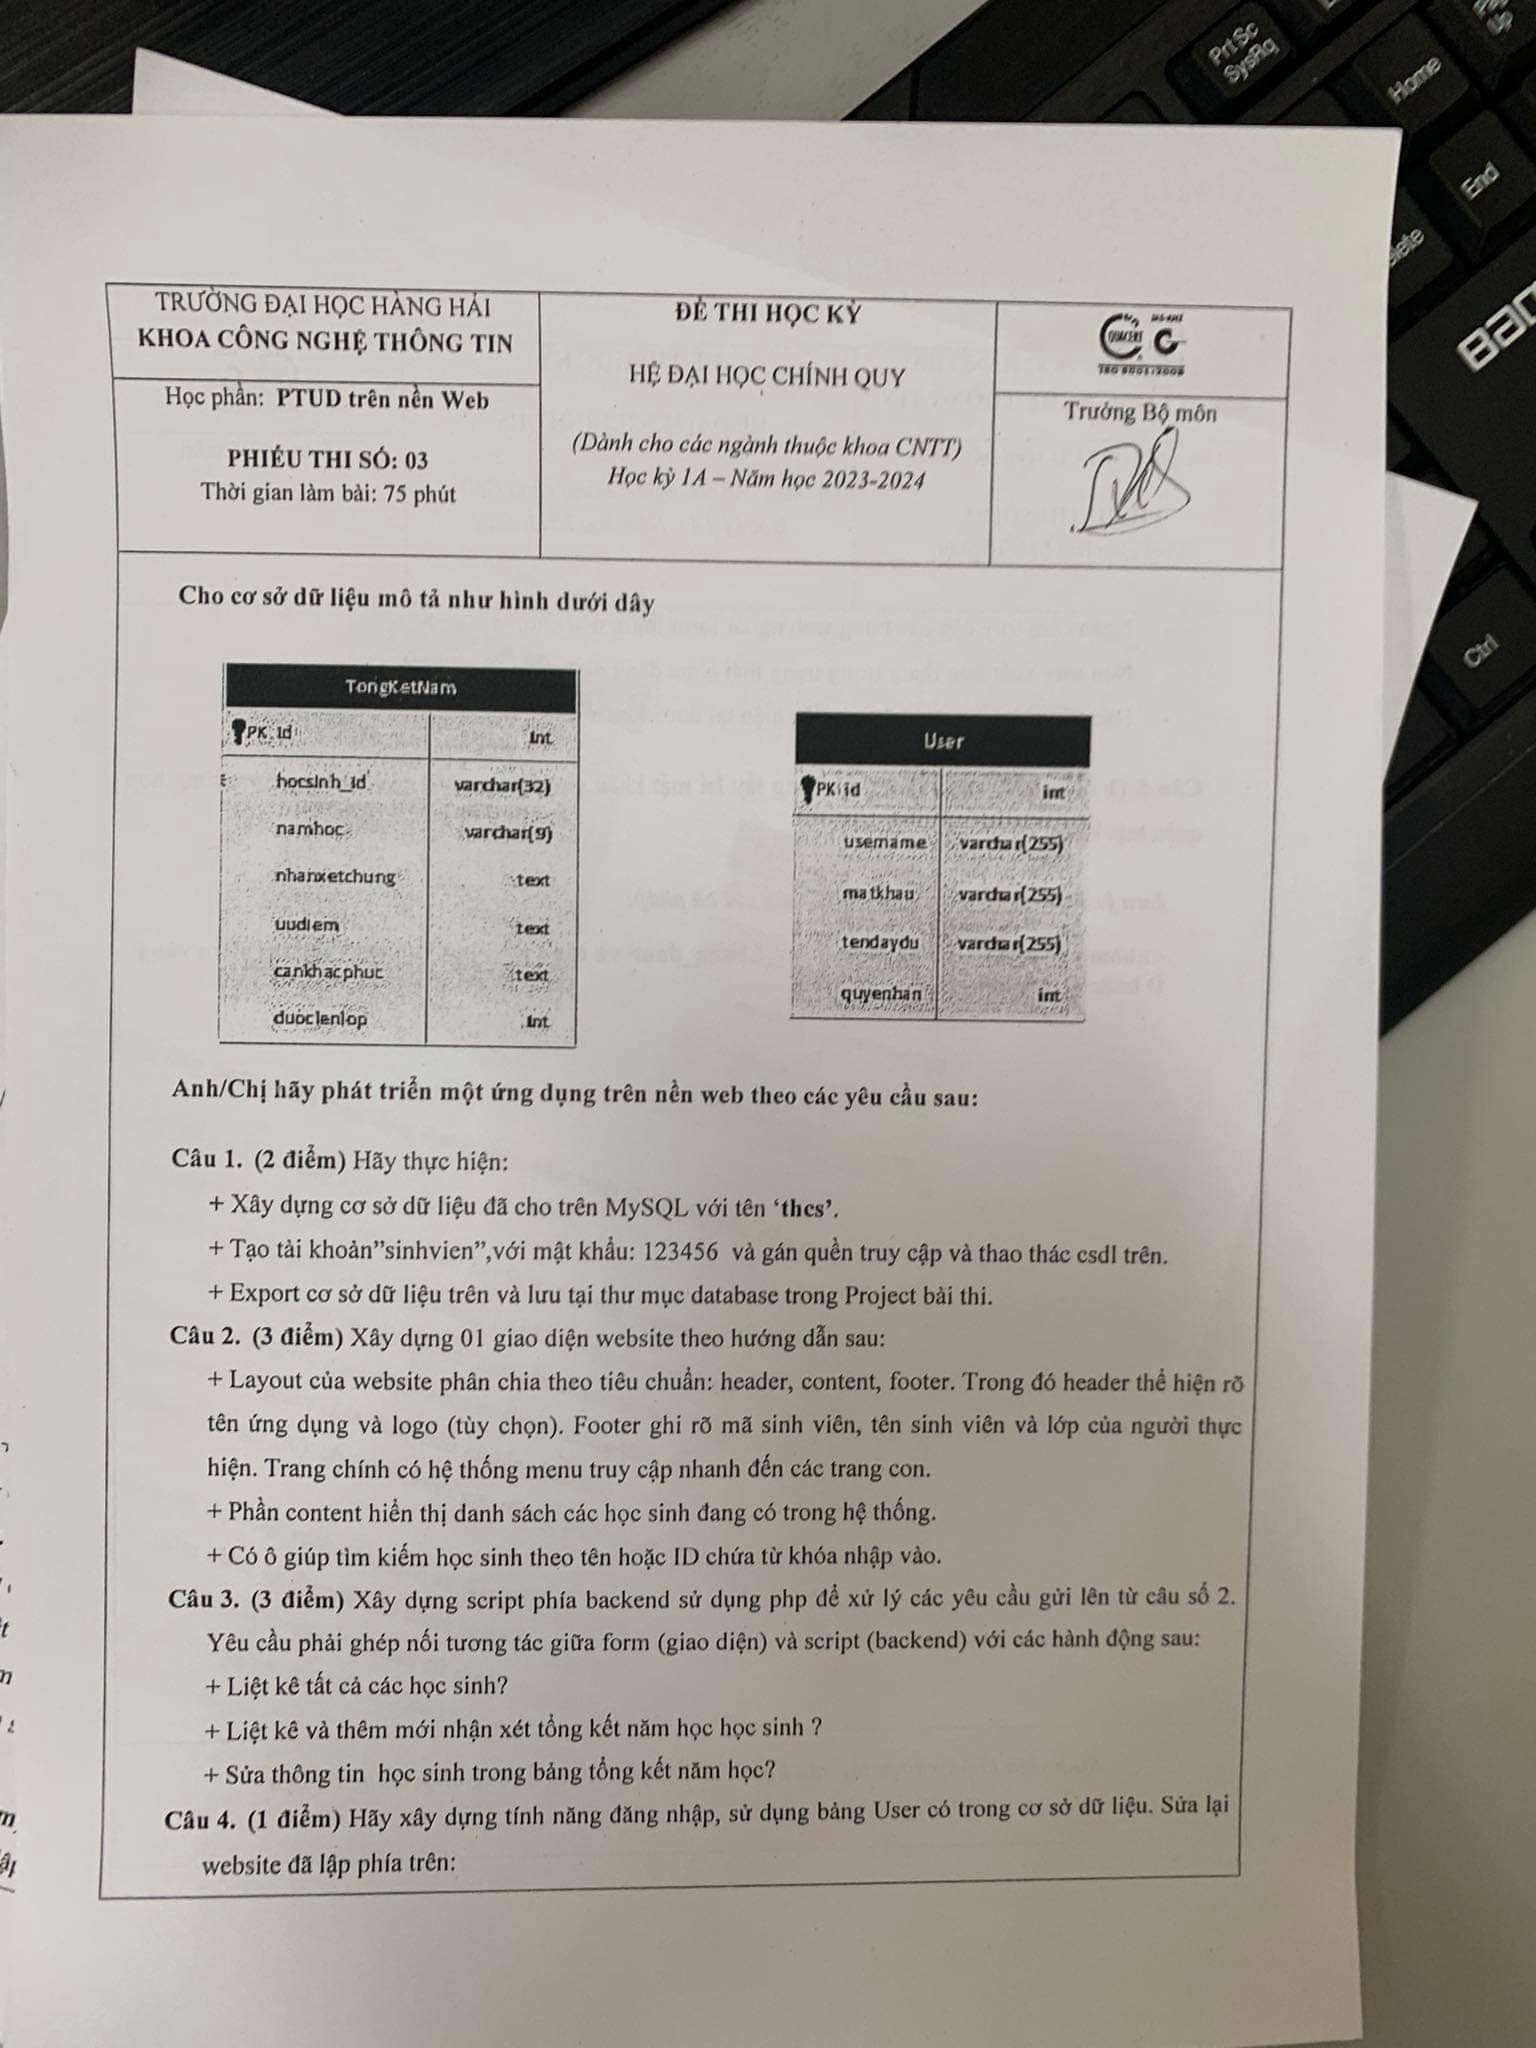 Prt Sc
SysRq
Home
End
Ctrl
TRƯỜNG ĐẠI HỌC HÀNG HẢI
KHOA CÔNG NGHỆ THÔNG TIN
Học phần: PTUD trên nền Web
PHIẾU THI SỐ: 03
Thời gian làm bài: 75 phút
ĐỀ THI HỌC KỲ
HỆ ĐẠI HỌC CHÍNH QUY
(Dành cho các ngành thuộc khoa CNTT)
Học kỳ 1A – Năm học 2023-2024
QUACERT
ISO 9001:2008
Trưởng Bộ môn
Cho cơ sở dữ liệu mô tả như hình dưới dây
TongKetNam
PK id int
hocsinh_id varchar(32)
namhoc varchar(9)
nhanxetchung text
uudiem text
cankhacphuc text
duoclenlop int
User
PK id int
username varchar(255)
matkhau varchar(255)
tendaydu varchar(255)
quyenhan int
Anh/Chị hãy phát triển một ứng dụng trên nền web theo các yêu cầu sau:
Câu 1. (2 điểm) Hãy thực hiện:
+ Xây dựng cơ sở dữ liệu đã cho trên MySQL với tên ‘thcs’.
+ Tạo tài khoản”sinhvien”,với mật khẩu: 123456 và gán quền truy cập và thao thác csdl trên.
+ Export cơ sở dữ liệu trên và lưu tại thư mục database trong Project bài thi.
Câu 2. (3 điểm) Xây dựng 01 giao diện website theo hướng dẫn sau:
+ Layout của website phân chia theo tiêu chuẩn: header, content, footer. Trong đó header thể hiện rõ
tên ứng dụng và logo (tùy chọn). Footer ghi rõ mã sinh viên, tên sinh viên và lớp của người thực
hiện. Trang chính có hệ thống menu truy cập nhanh đến các trang con.
+ Phần content hiển thị danh sách các học sinh đang có trong hệ thống.
+ Có ô giúp tìm kiếm học sinh theo tên hoặc ID chứa từ khóa nhập vào.
Câu 3. (3 điểm) Xây dựng script phía backend sử dụng php để xử lý các yêu cầu gửi lên từ câu số 2.
Yêu cầu phải ghép nối tương tác giữa form (giao diện) và script (backend) với các hành động sau:
+ Liệt kê tất cả các học sinh?
+ Liệt kê và thêm mới nhận xét tổng kết năm học học sinh ?
+ Sửa thông tin học sinh trong bảng tổng kết năm học?
Câu 4. (1 điểm) Hãy xây dựng tính năng đăng nhập, sử dụng bảng User có trong cơ sở dữ liệu. Sửa lại
website đã lập phía trên: